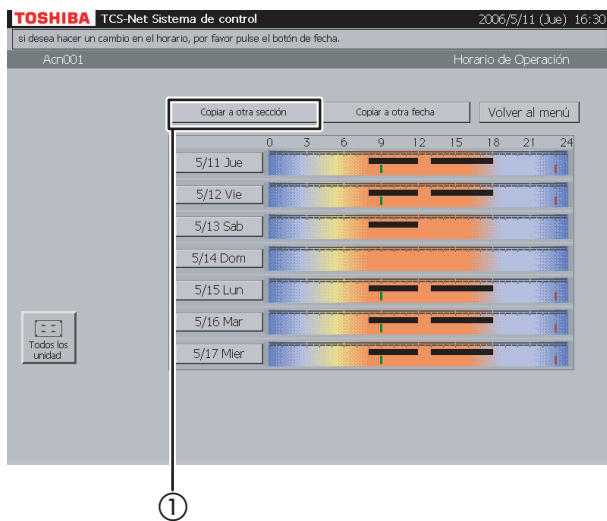 TOSHIBA TCS-Net Sistema de control 2006/5/11 (Jue) 16:30
si desea hacer un cambio en el horario, por favor pulse el botón de fecha.
Acn001 Horario de Operación
Copiar a otra sección Copiar a otra fecha Volver al menú
0 3 6 9 12 15 18 21 24
5/11 Jue
5/12 Vie
5/13 Sab
5/14 Dom
5/15 Lun
5/16 Mar
5/17 Mier
Todos los
unidad
①